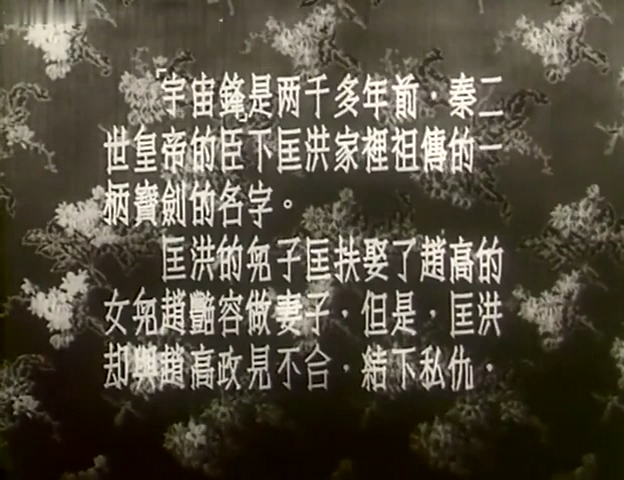 「宇宙鋒」是两千多年前，秦二
世皇帝的臣下匡洪家裡祖傳的一
柄寶劍的名字。
匡洪的兒子匡扶娶了趙高的
女兒趙艷容做妻子，但是，匡洪
却與趙高政見不合，結下私仇，